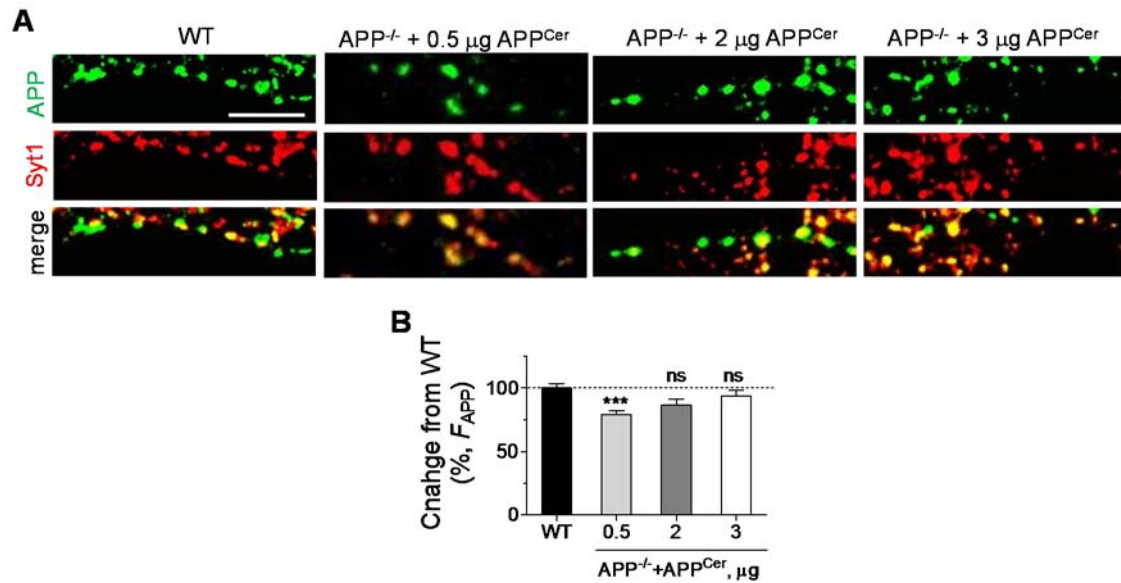 A
WT
APP-/- + 0.5 μg APPCer
APP-/- + 2 μg APPCer
APP-/- + 3 μg APPCer
APP
Syt1
merge
B
Cnahge from WT
(%, FAPP)
100
50
0
***
ns
ns
WT
0.5
2
3
APP-/-+APPCer, μg